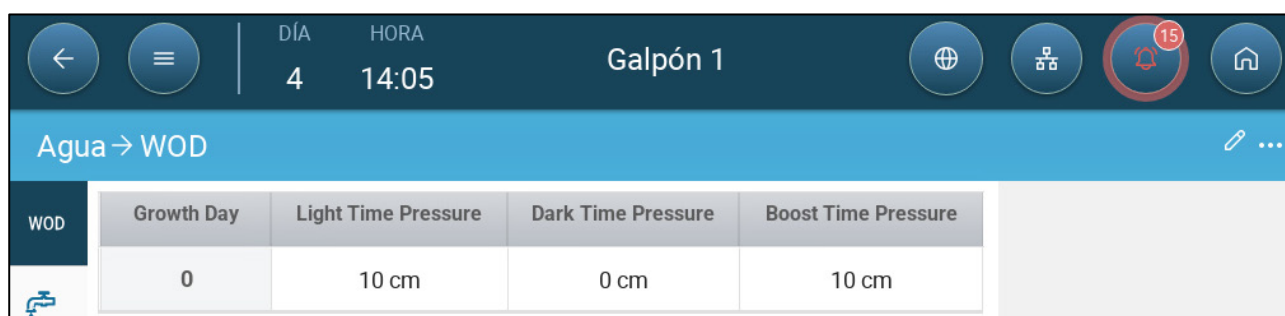 DÍA HORA
4 14:05
Galpón 1
15
Agua → WOD
WOD
Growth Day Light Time Pressure Dark Time Pressure Boost Time Pressure
0 10 cm 0 cm 10 cm